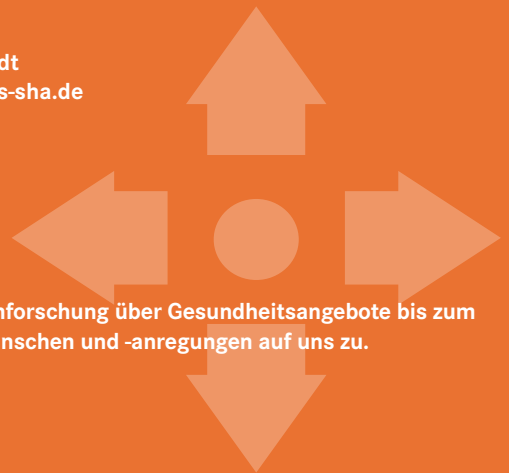 dt
s-sha.de
nforschung über Gesundheitsangebote bis zum
nschen und -anregungen auf uns zu.